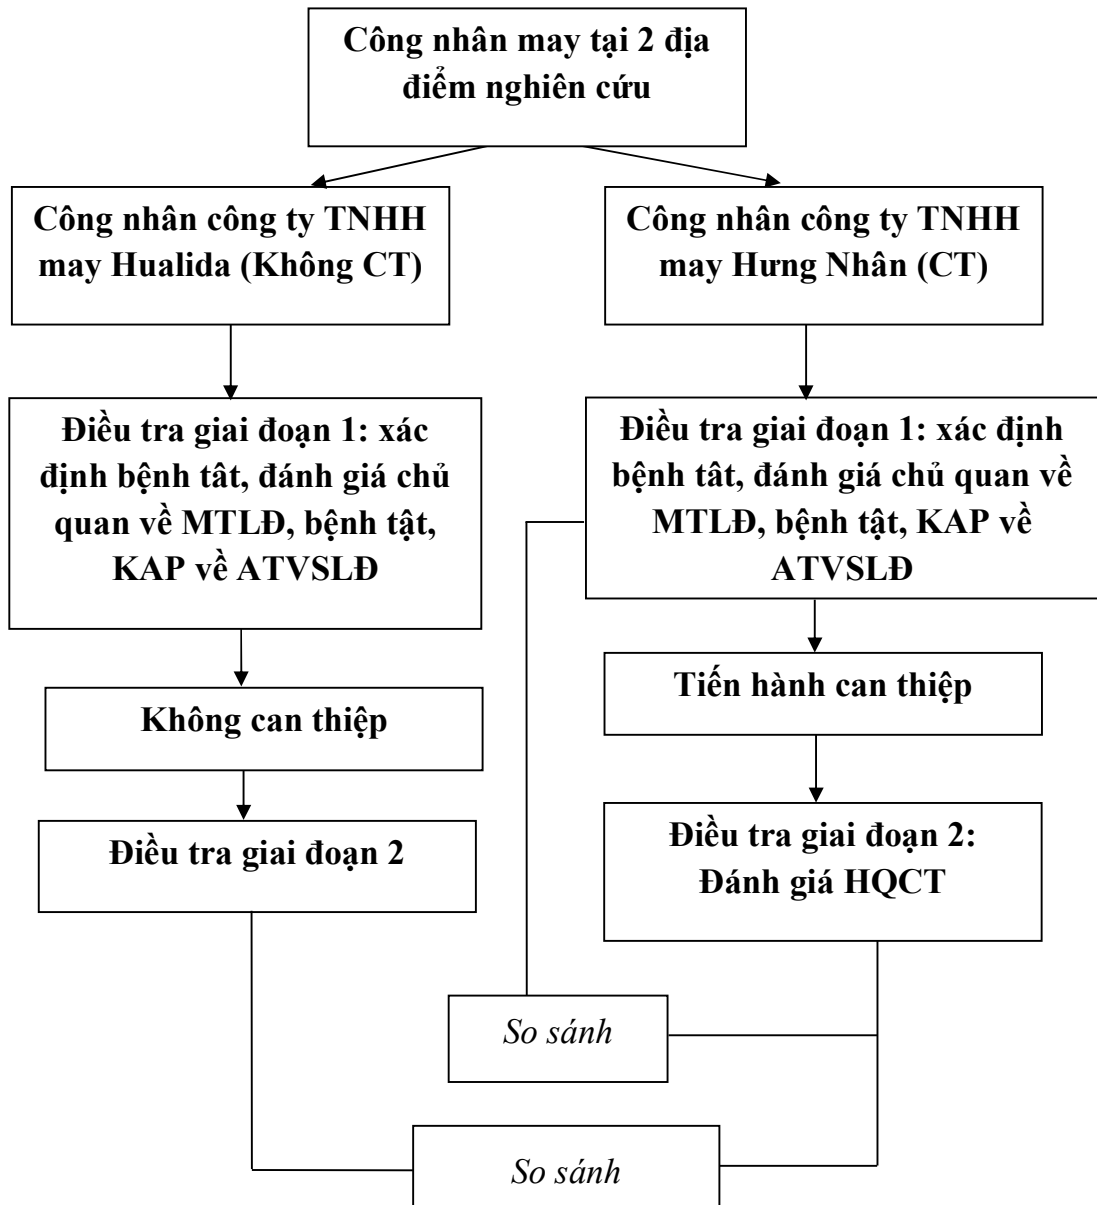 Công nhân may tại 2 địa
điểm nghiên cứu
Công nhân công ty TNHH
may Hualida (Không CT)
Công nhân công ty TNHH
may Hưng Nhân (CT)
Điều tra giai đoạn 1: xác
định bệnh tât, đánh giá chủ
quan về MTLĐ, bệnh tật,
KAP về ATVSLĐ
Điều tra giai đoạn 1: xác định
bệnh tât, đánh giá chủ quan về
MTLĐ, bệnh tật, KAP về
ATVSLĐ
Không can thiệp
Tiến hành can thiệp
Điều tra giai đoạn 2
Điều tra giai đoạn 2:
Đánh giá HQCT
So sánh
So sánh